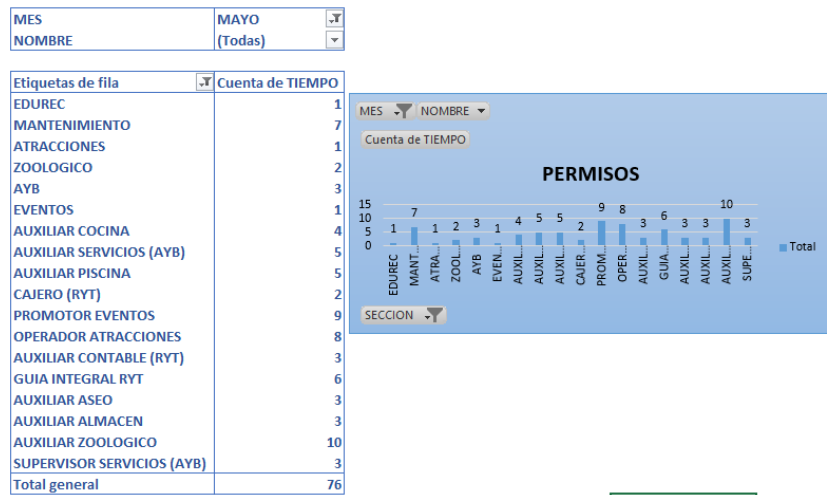 MES MAYO
NOMBRE (Todas)
Etiquetas de fila Cuenta de TIEMPO
EDUREC 1
MANTENIMIENTO 7
ATRACCIONES 1
ZOOLOGICO 2
AYB 3
EVENTOS 1
AUXILIAR COCINA 4
AUXILIAR SERVICIOS (AYB) 5
AUXILIAR PISCINA 5
CAJERO (RYT) 2
PROMOTOR EVENTOS 9
OPERADOR ATRACCIONES 8
AUXILIAR CONTABLE (RYT) 3
GUIA INTEGRAL RYT 6
AUXILIAR ASEO 3
AUXILIAR ALMACEN 3
AUXILIAR ZOOLOGICO 10
SUPERVISOR SERVICIOS (AYB) 3
Total general 76
MES NOMBRE
Cuenta de TIEMPO
PERMISOS
15
10
5
0
1 7 1 2 3 1 4 5 5 2 9 8 3 6 3 3 10 3
EDUREC
MANT...
ATRA...
ZOOL...
AYB
EVEN...
AUXIL...
AUXIL...
AUXIL...
CAJER...
PROM...
OPER...
AUXIL...
GUIA...
AUXIL...
AUXIL...
AUXIL...
SUPE...
Total
SECCION